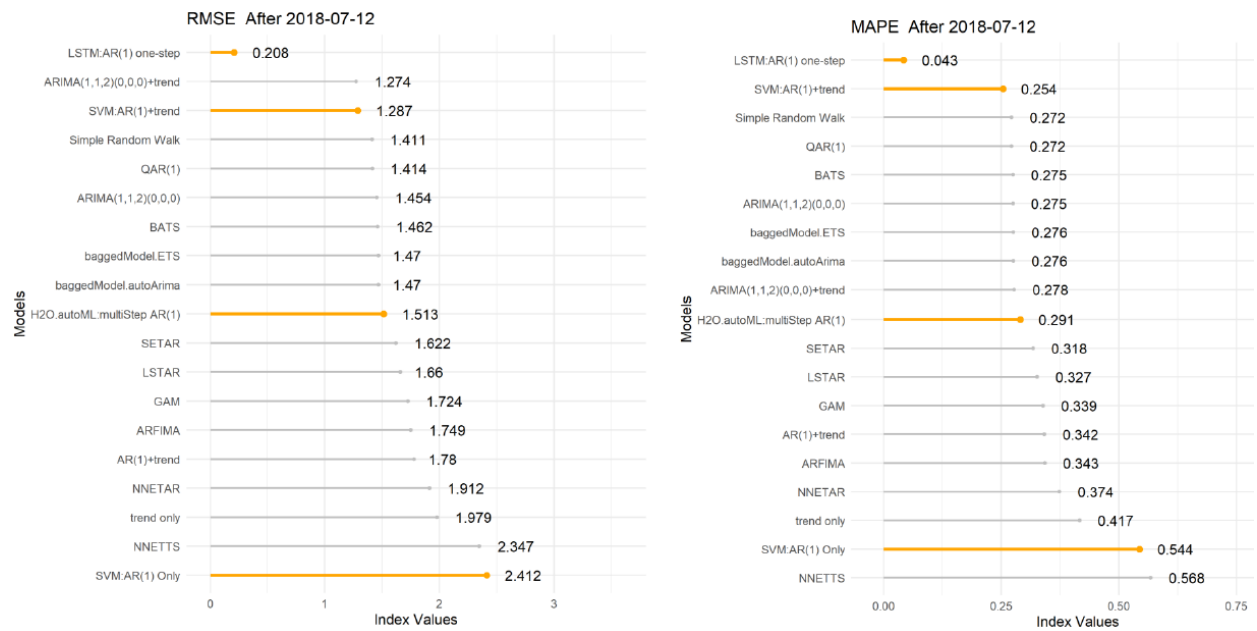 RMSE After 2018-07-12
LSTM:AR(1) one-step 0.208
ARIMA(1,1,2)(0,0,0)+trend 1.274
SVM:AR(1)+trend 1.287
Simple Random Walk 1.411
QAR(1) 1.414
ARIMA(1,1,2)(0,0,0) 1.454
BATS 1.462
baggedModel.ETS 1.47
baggedModel.autoArima 1.47
H2O.autoML:multiStep AR(1) 1.513
SETAR 1.622
LSTAR 1.66
GAM 1.724
ARFIMA 1.749
AR(1)+trend 1.78
NNETAR 1.912
trend only 1.979
NNETTS 2.347
SVM:AR(1) Only 2.412
Models
0 1 2 3
Index Values
MAPE After 2018-07-12
LSTM:AR(1) one-step 0.043
SVM:AR(1)+trend 0.254
Simple Random Walk 0.272
QAR(1) 0.272
BATS 0.275
ARIMA(1,1,2)(0,0,0) 0.275
baggedModel.ETS 0.276
baggedModel.autoArima 0.276
ARIMA(1,1,2)(0,0,0)+trend 0.278
H2O.autoML:multiStep AR(1) 0.291
SETAR 0.318
LSTAR 0.327
GAM 0.339
AR(1)+trend 0.342
ARFIMA 0.343
NNETAR 0.374
trend only 0.417
SVM:AR(1) Only 0.544
NNETTS 0.568
Models
0.00 0.25 0.50 0.75
Index Values